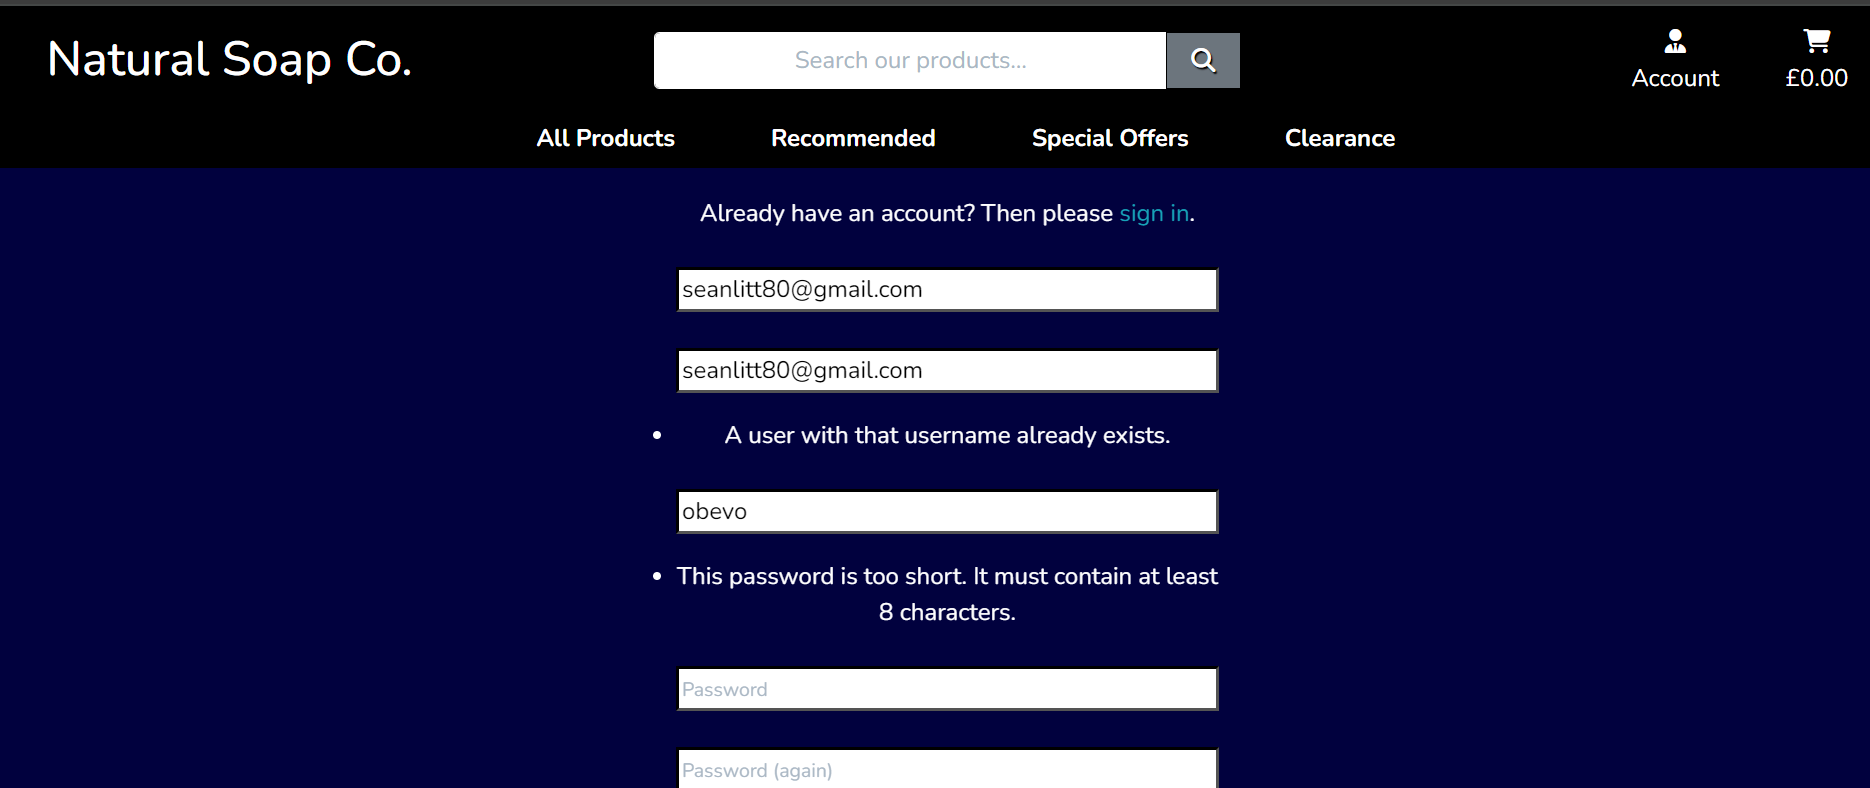 Natural Soap Co.
Search our products...
Account
£0.00
All Products
Recommended
Special Offers
Clearance
Already have an account? Then please sign in.
seanlitt80@gmail.com
seanlitt80@gmail.com
• A user with that username already exists.
obevo
• This password is too short. It must contain at least
8 characters.
Password
Password (again)